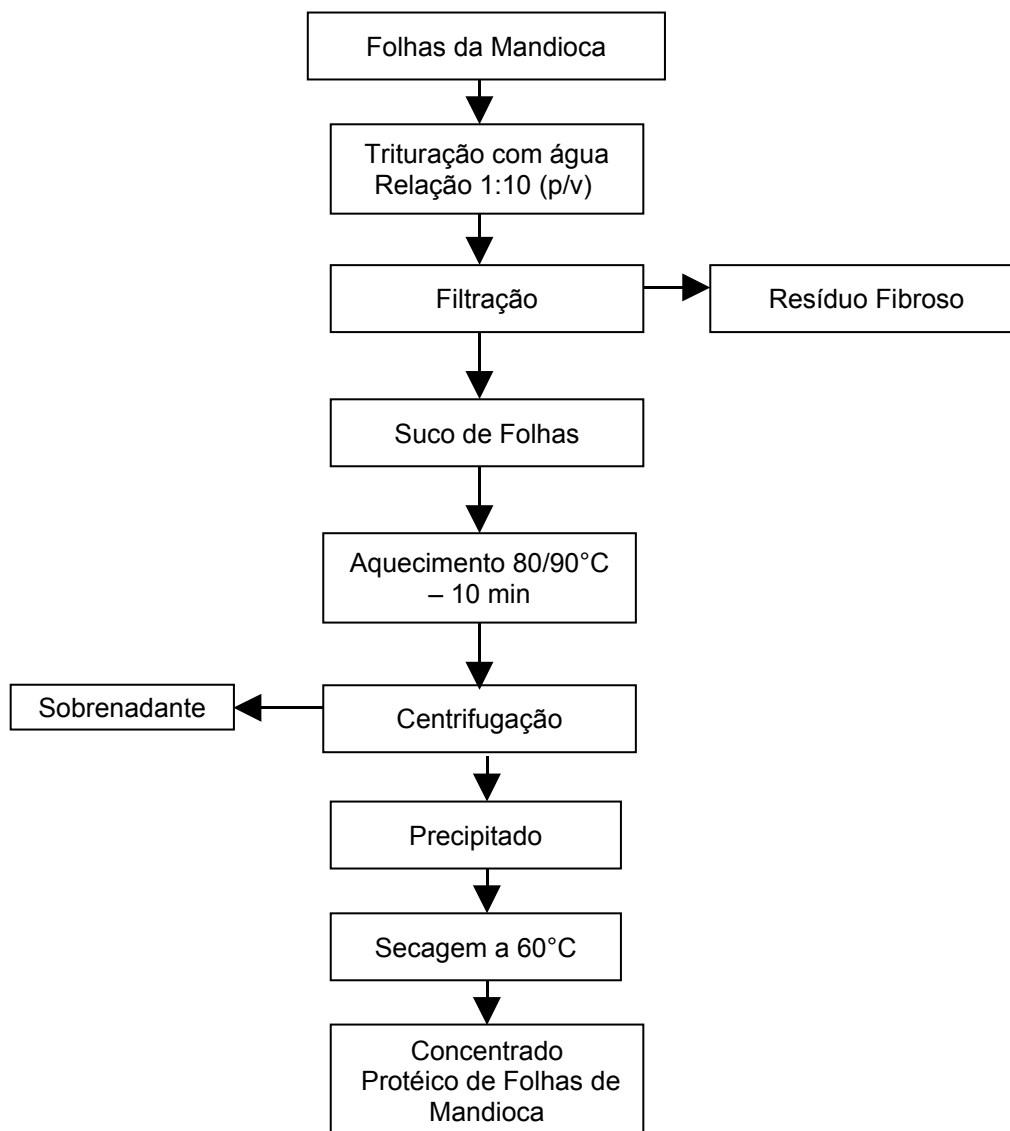 Folhas da Mandioca
Trituração com água
Relação 1:10 (p/v)
Filtração
Resíduo Fibroso
Suco de Folhas
Aquecimento 80/90°C
– 10 min
Sobrenadante
Centrifugação
Precipitado
Secagem a 60°C
Concentrado
Protéico de Folhas de
Mandioca